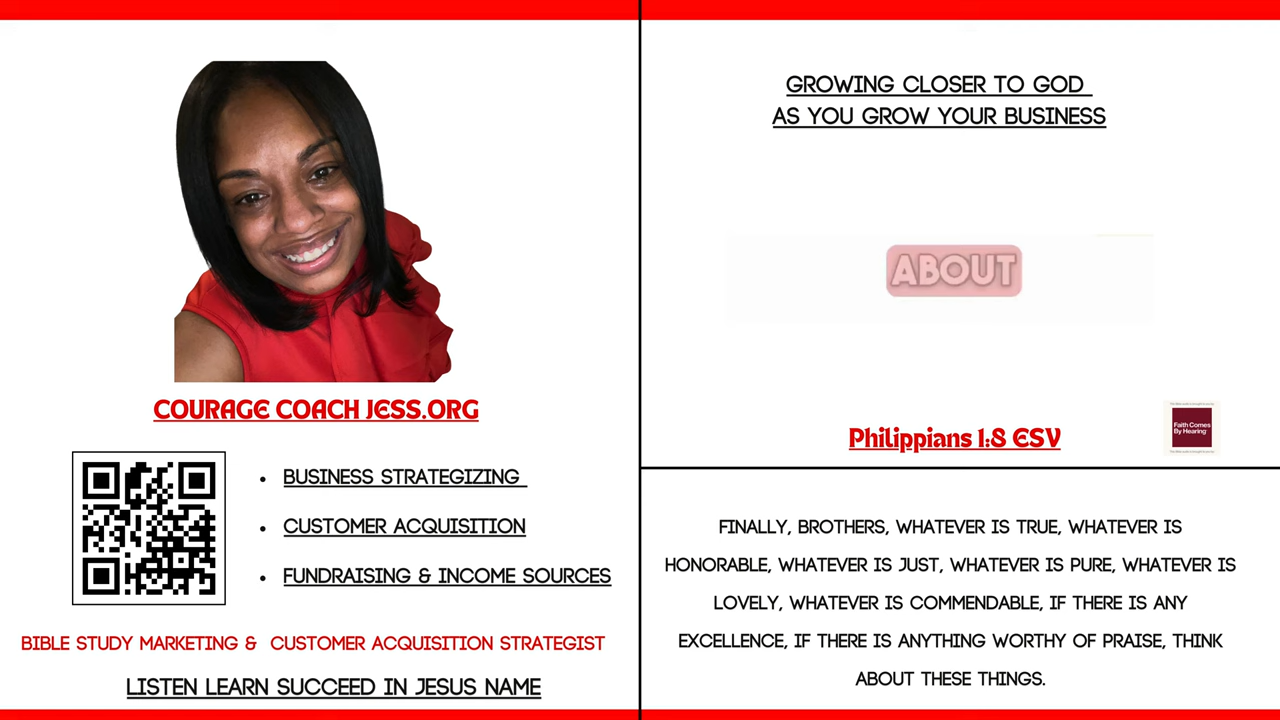 COURAGE COACH JESS.ORG
BUSINESS STRATEGIZING
CUSTOMER ACQUISITION
FUNDRAISING & INCOME SOURCES
BIBLE STUDY MARKETING & CUSTOMER ACQUISITION STRATEGIST
LISTEN LEARN SUCCEED IN JESUS NAME
GROWING CLOSER TO GOD
AS YOU GROW YOUR BUSINESS
ABOUT
Philippians 1:8 ESV
Faith Comes
By Hearing
FINALLY, BROTHERS, WHATEVER IS TRUE, WHATEVER IS
HONORABLE, WHATEVER IS JUST, WHATEVER IS PURE, WHATEVER IS
LOVELY, WHATEVER IS COMMENDABLE, IF THERE IS ANY
EXCELLENCE, IF THERE IS ANYTHING WORTHY OF PRAISE, THINK
ABOUT THESE THINGS.